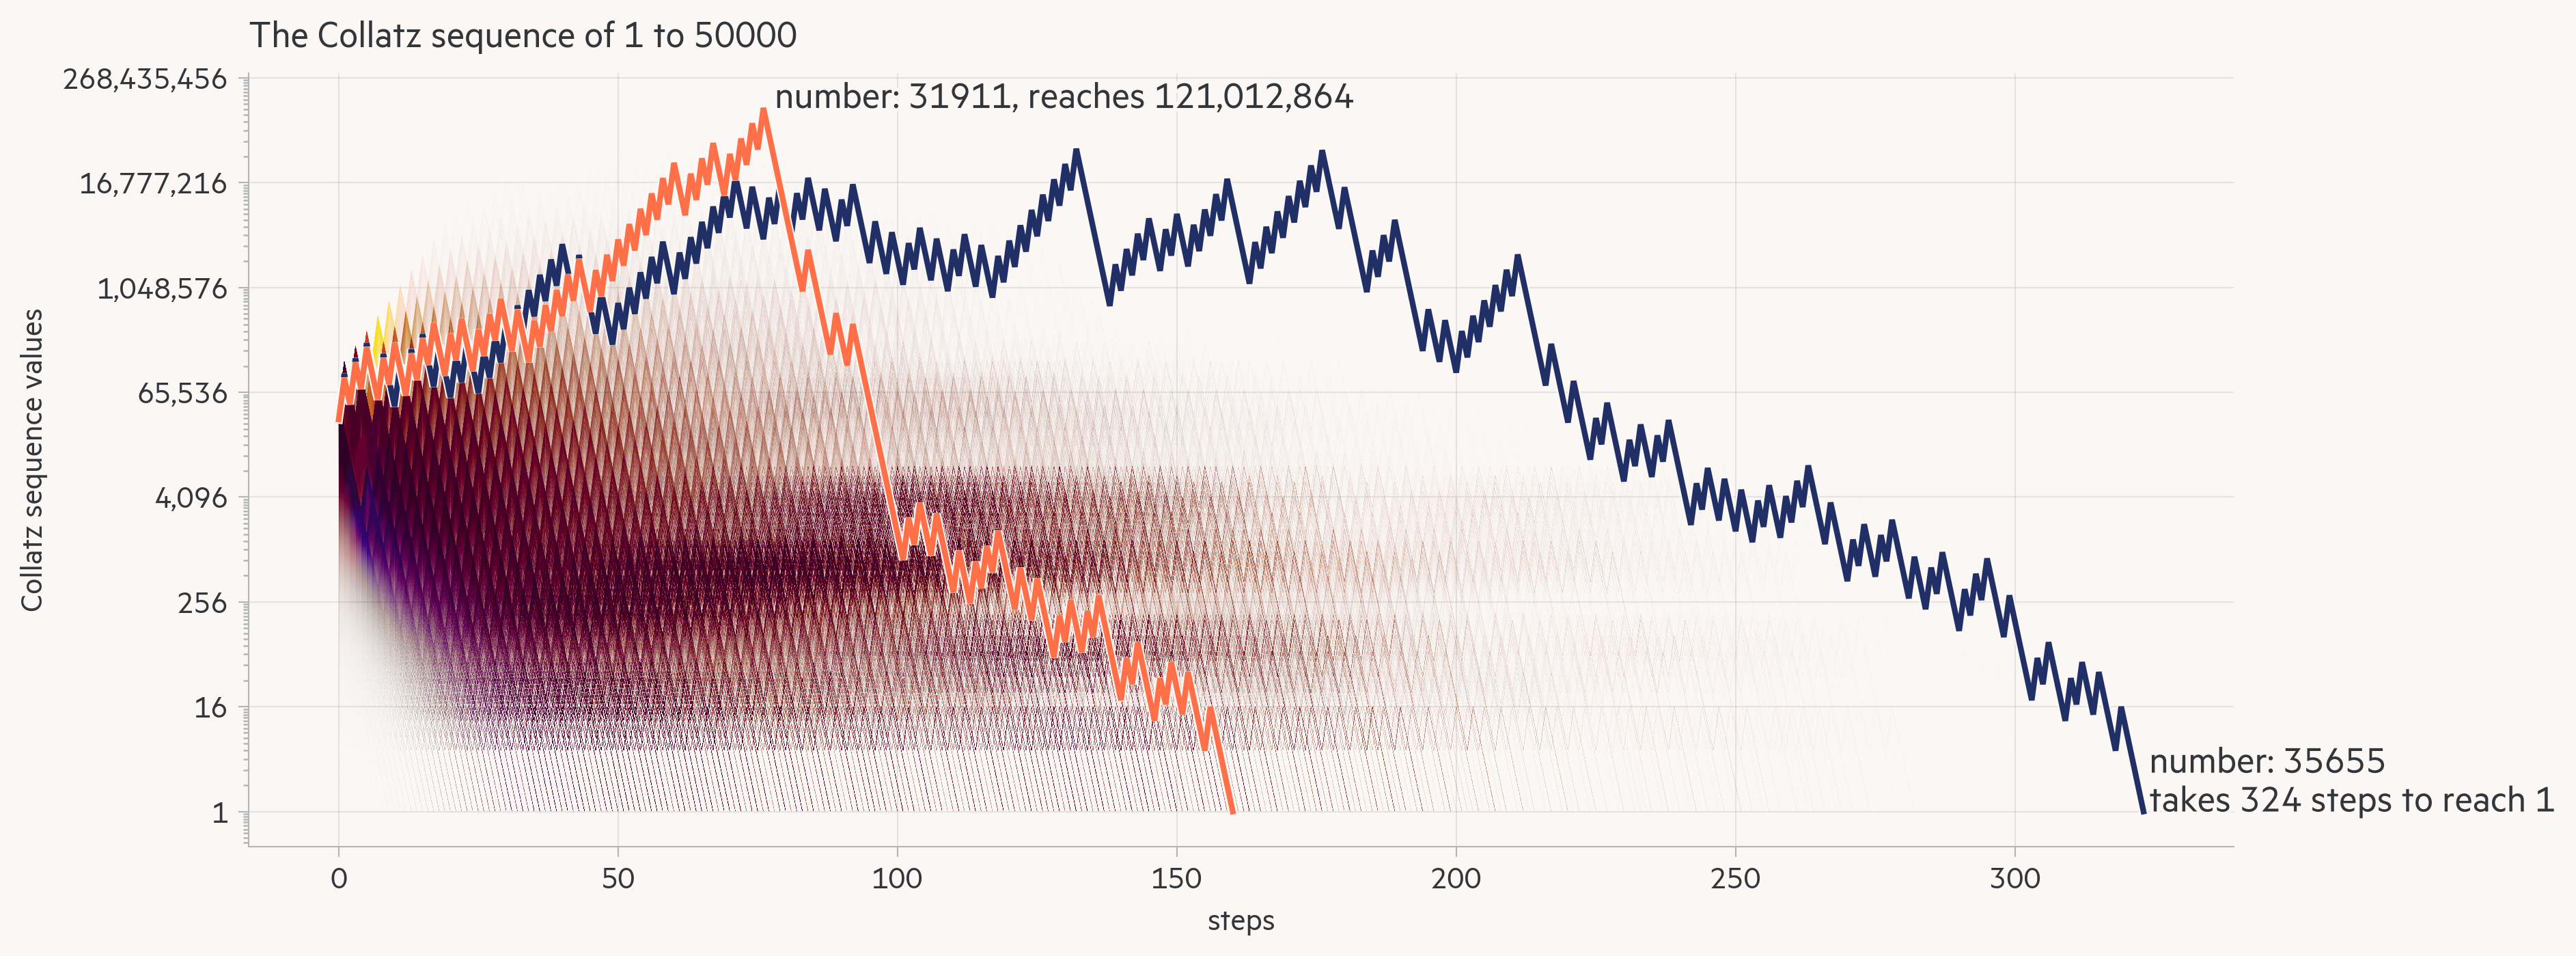 The Collatz sequence of 1 to 50000
268,435,456
number: 31911, reaches 121,012,864
16,777,216
1,048,576
65,536
4,096
256
16
1
Collatz sequence values
number: 35655
takes 324 steps to reach 1
0 50 100 150 200 250 300
steps